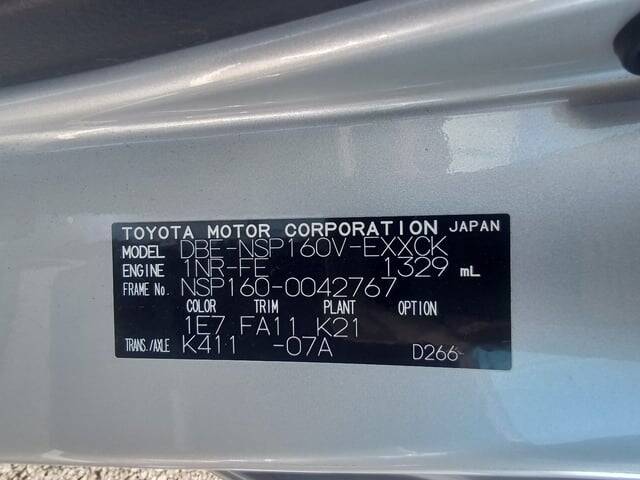 TOYOTA MOTOR CORPORATION JAPAN
MODEL DBE-NSP160V-EXXCK
ENGINE 1NR-FE 1329 mL
FRAME No. NSP160-0042767
COLOR TRIM PLANT OPTION
1E7 FA11 K21
TRANS./AXLE K411 -07A D266